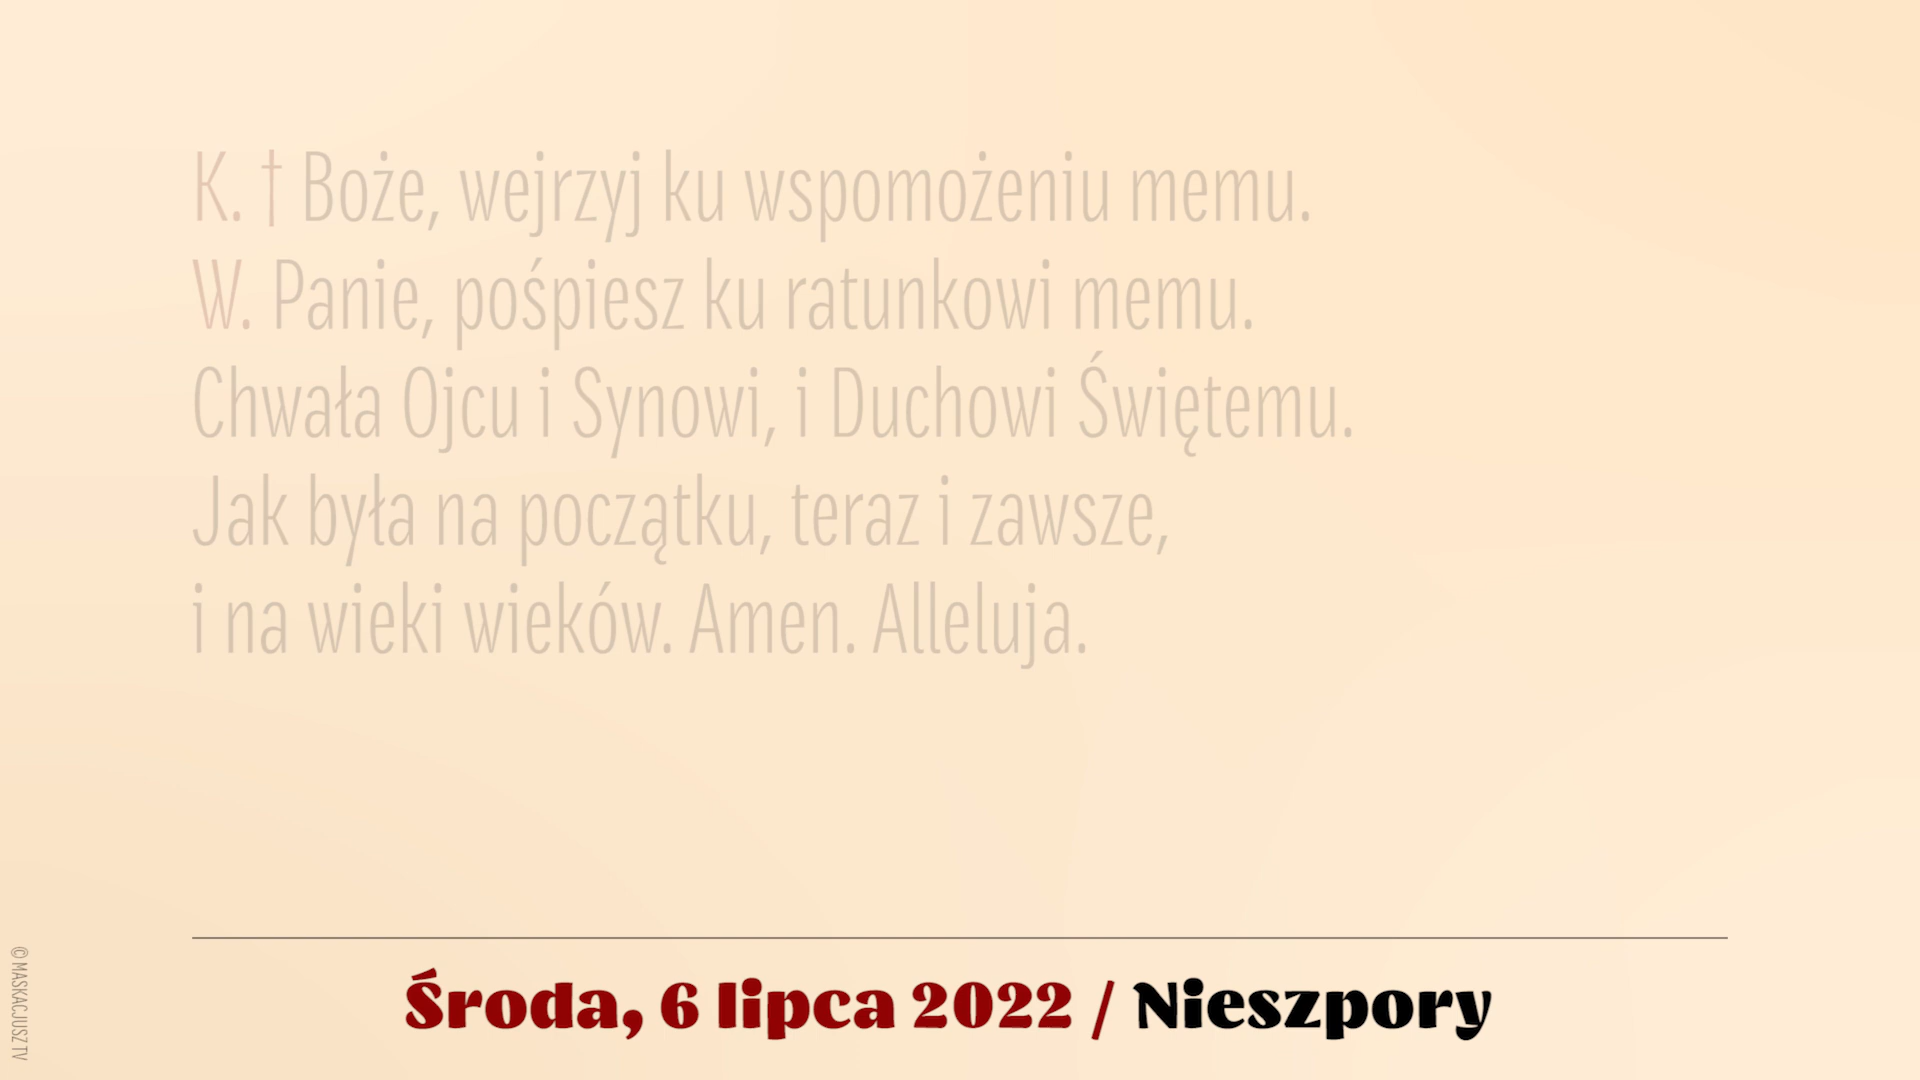 K. † Boże, wejrzyj ku wspomożeniu memu.
W. Panie, pośpiesz ku ratunkowi memu.
Chwała Ojcu i Synowi, i Duchowi Świętemu.
Jak była na początku, teraz i zawsze,
i na wieki wieków. Amen. Alleluja.
Środa, 6 lipca 2022 / Nieszpory
© MASKACJUSZ TV